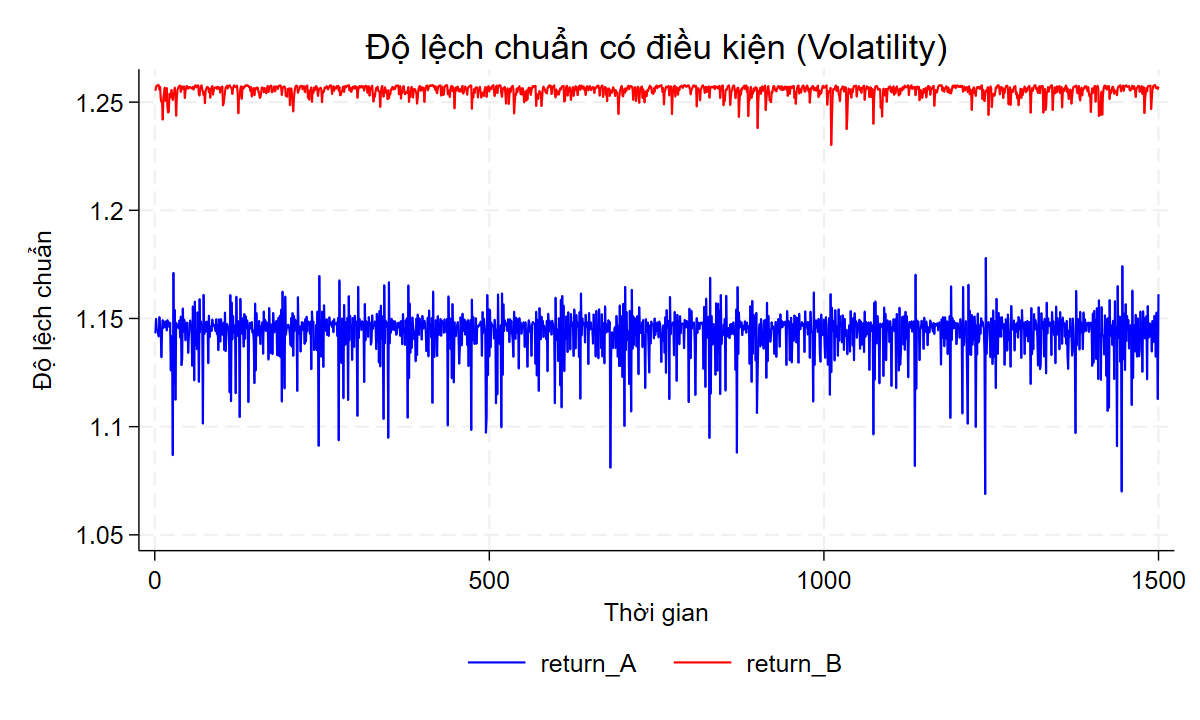 Độ lệch chuẩn có điều kiện (Volatility)
Độ lệch chuẩn
1.25
1.2
1.15
1.1
1.05
0 500 1000 1500
Thời gian
return_A return_B